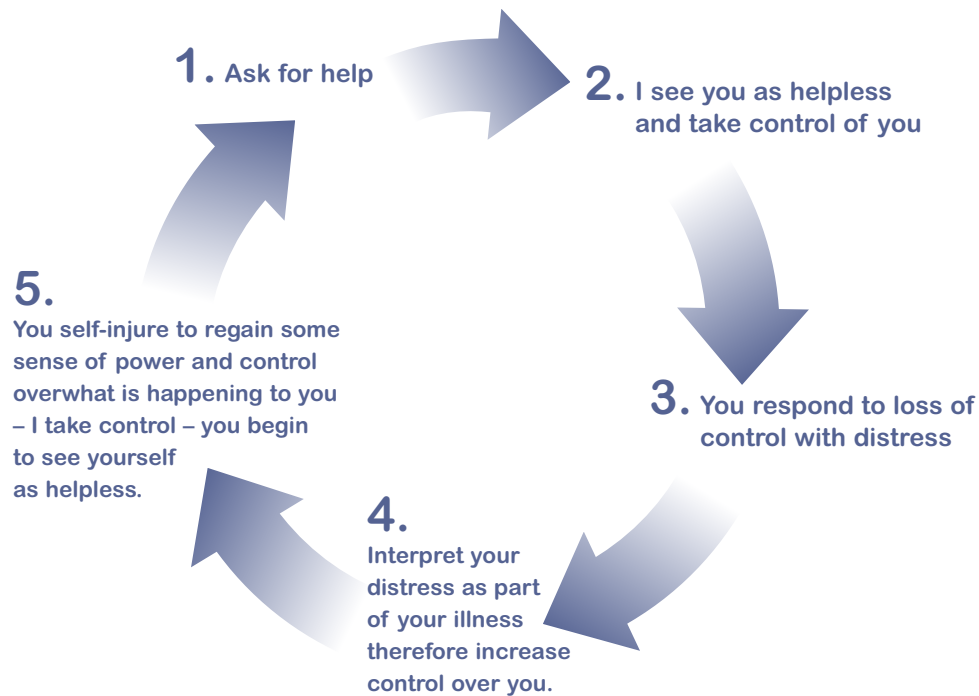 1. Ask for help
2. I see you as helpless
and take control of you
3. You respond to loss of
control with distress
4.
Interpret your
distress as part
of your illness
therefore increase
control over you.
5.
You self-injure to regain some
sense of power and control
overwhat is happening to you
– I take control – you begin
to see yourself
as helpless.